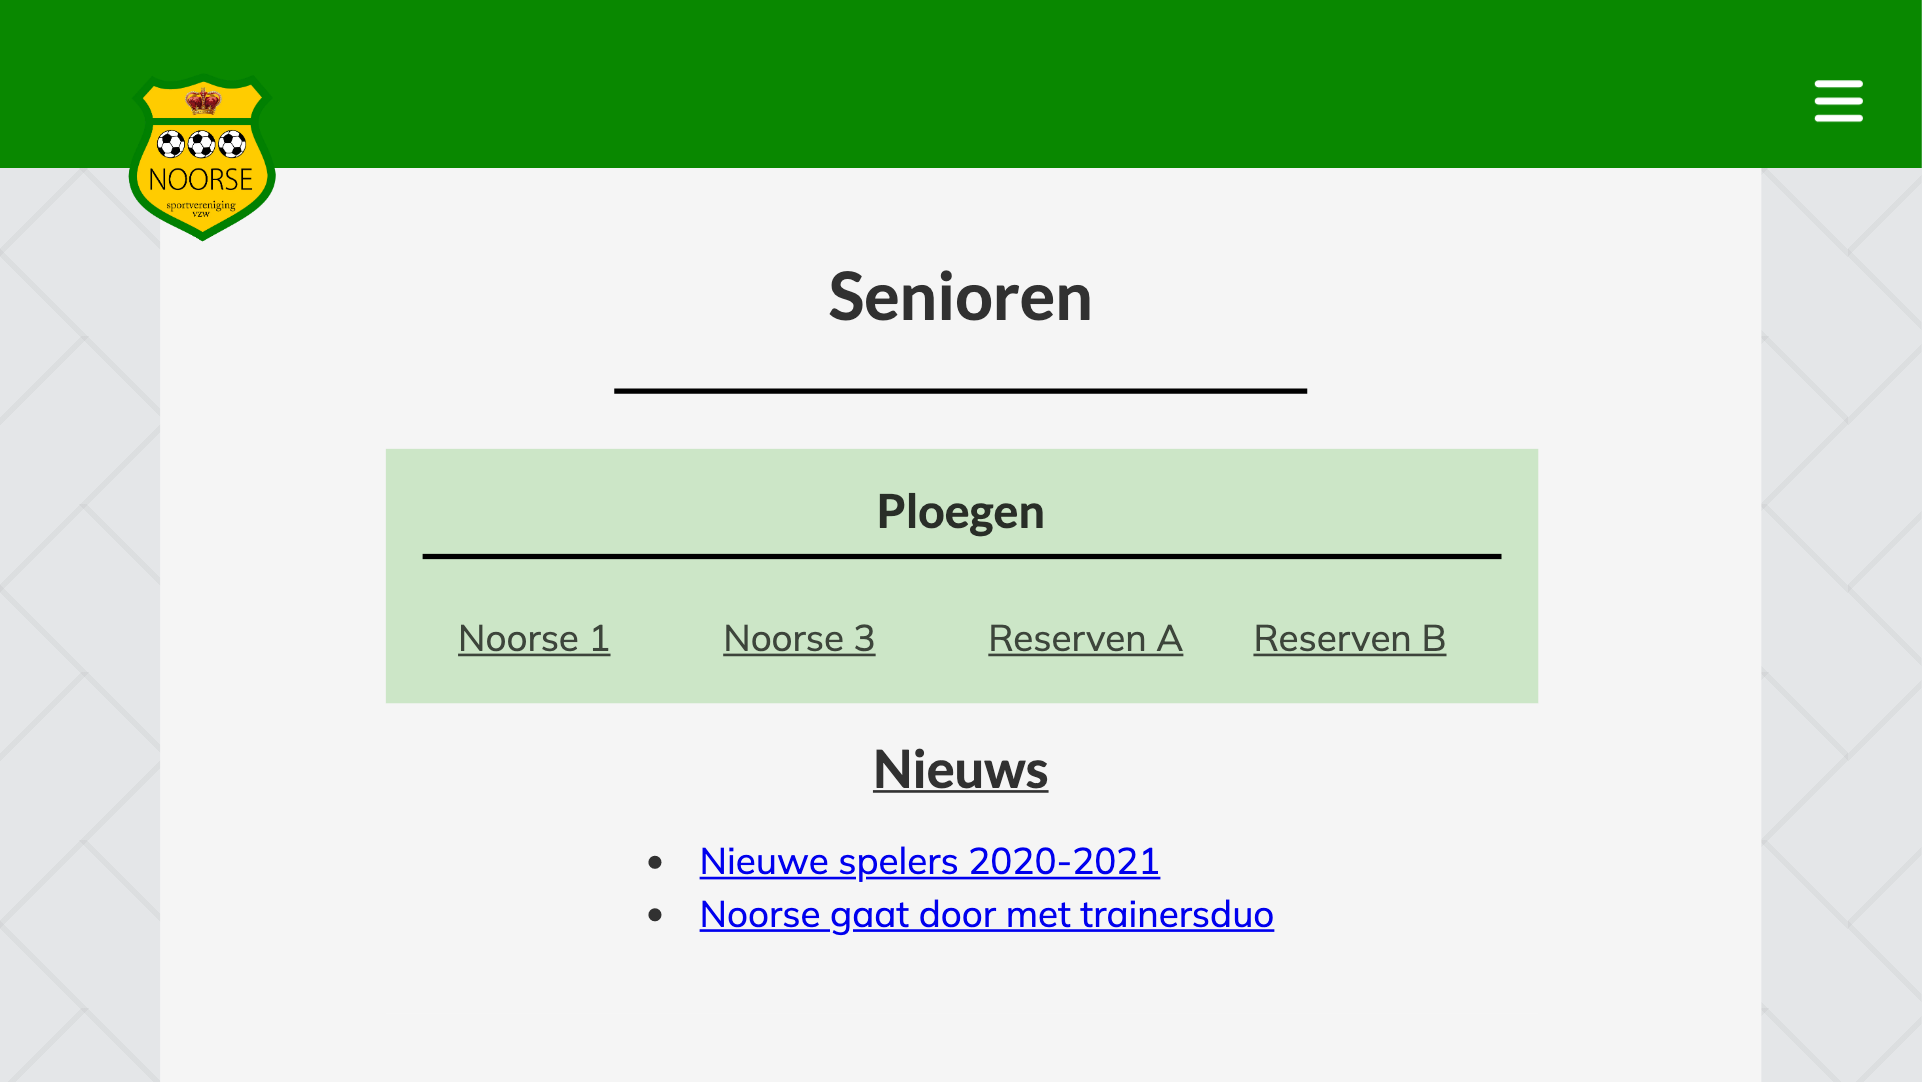 NOORSE
sportvereniging
vzw
Senioren
Ploegen
Noorse 1 Noorse 3 Reserven A Reserven B
Nieuws
• Nieuwe spelers 2020-2021
• Noorse gaat door met trainersduo